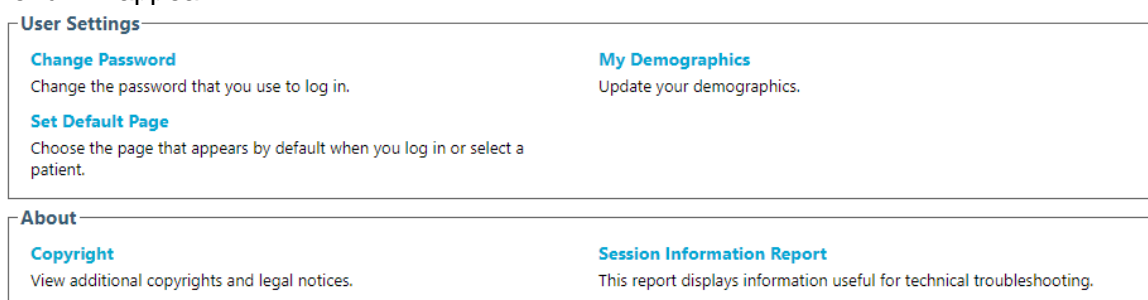 User Settings
Change Password
Change the password that you use to log in.
My Demographics
Update your demographics.
Set Default Page
Choose the page that appears by default when you log in or select a
patient.
About
Copyright
View additional copyrights and legal notices.
Session Information Report
This report displays information useful for technical troubleshooting.